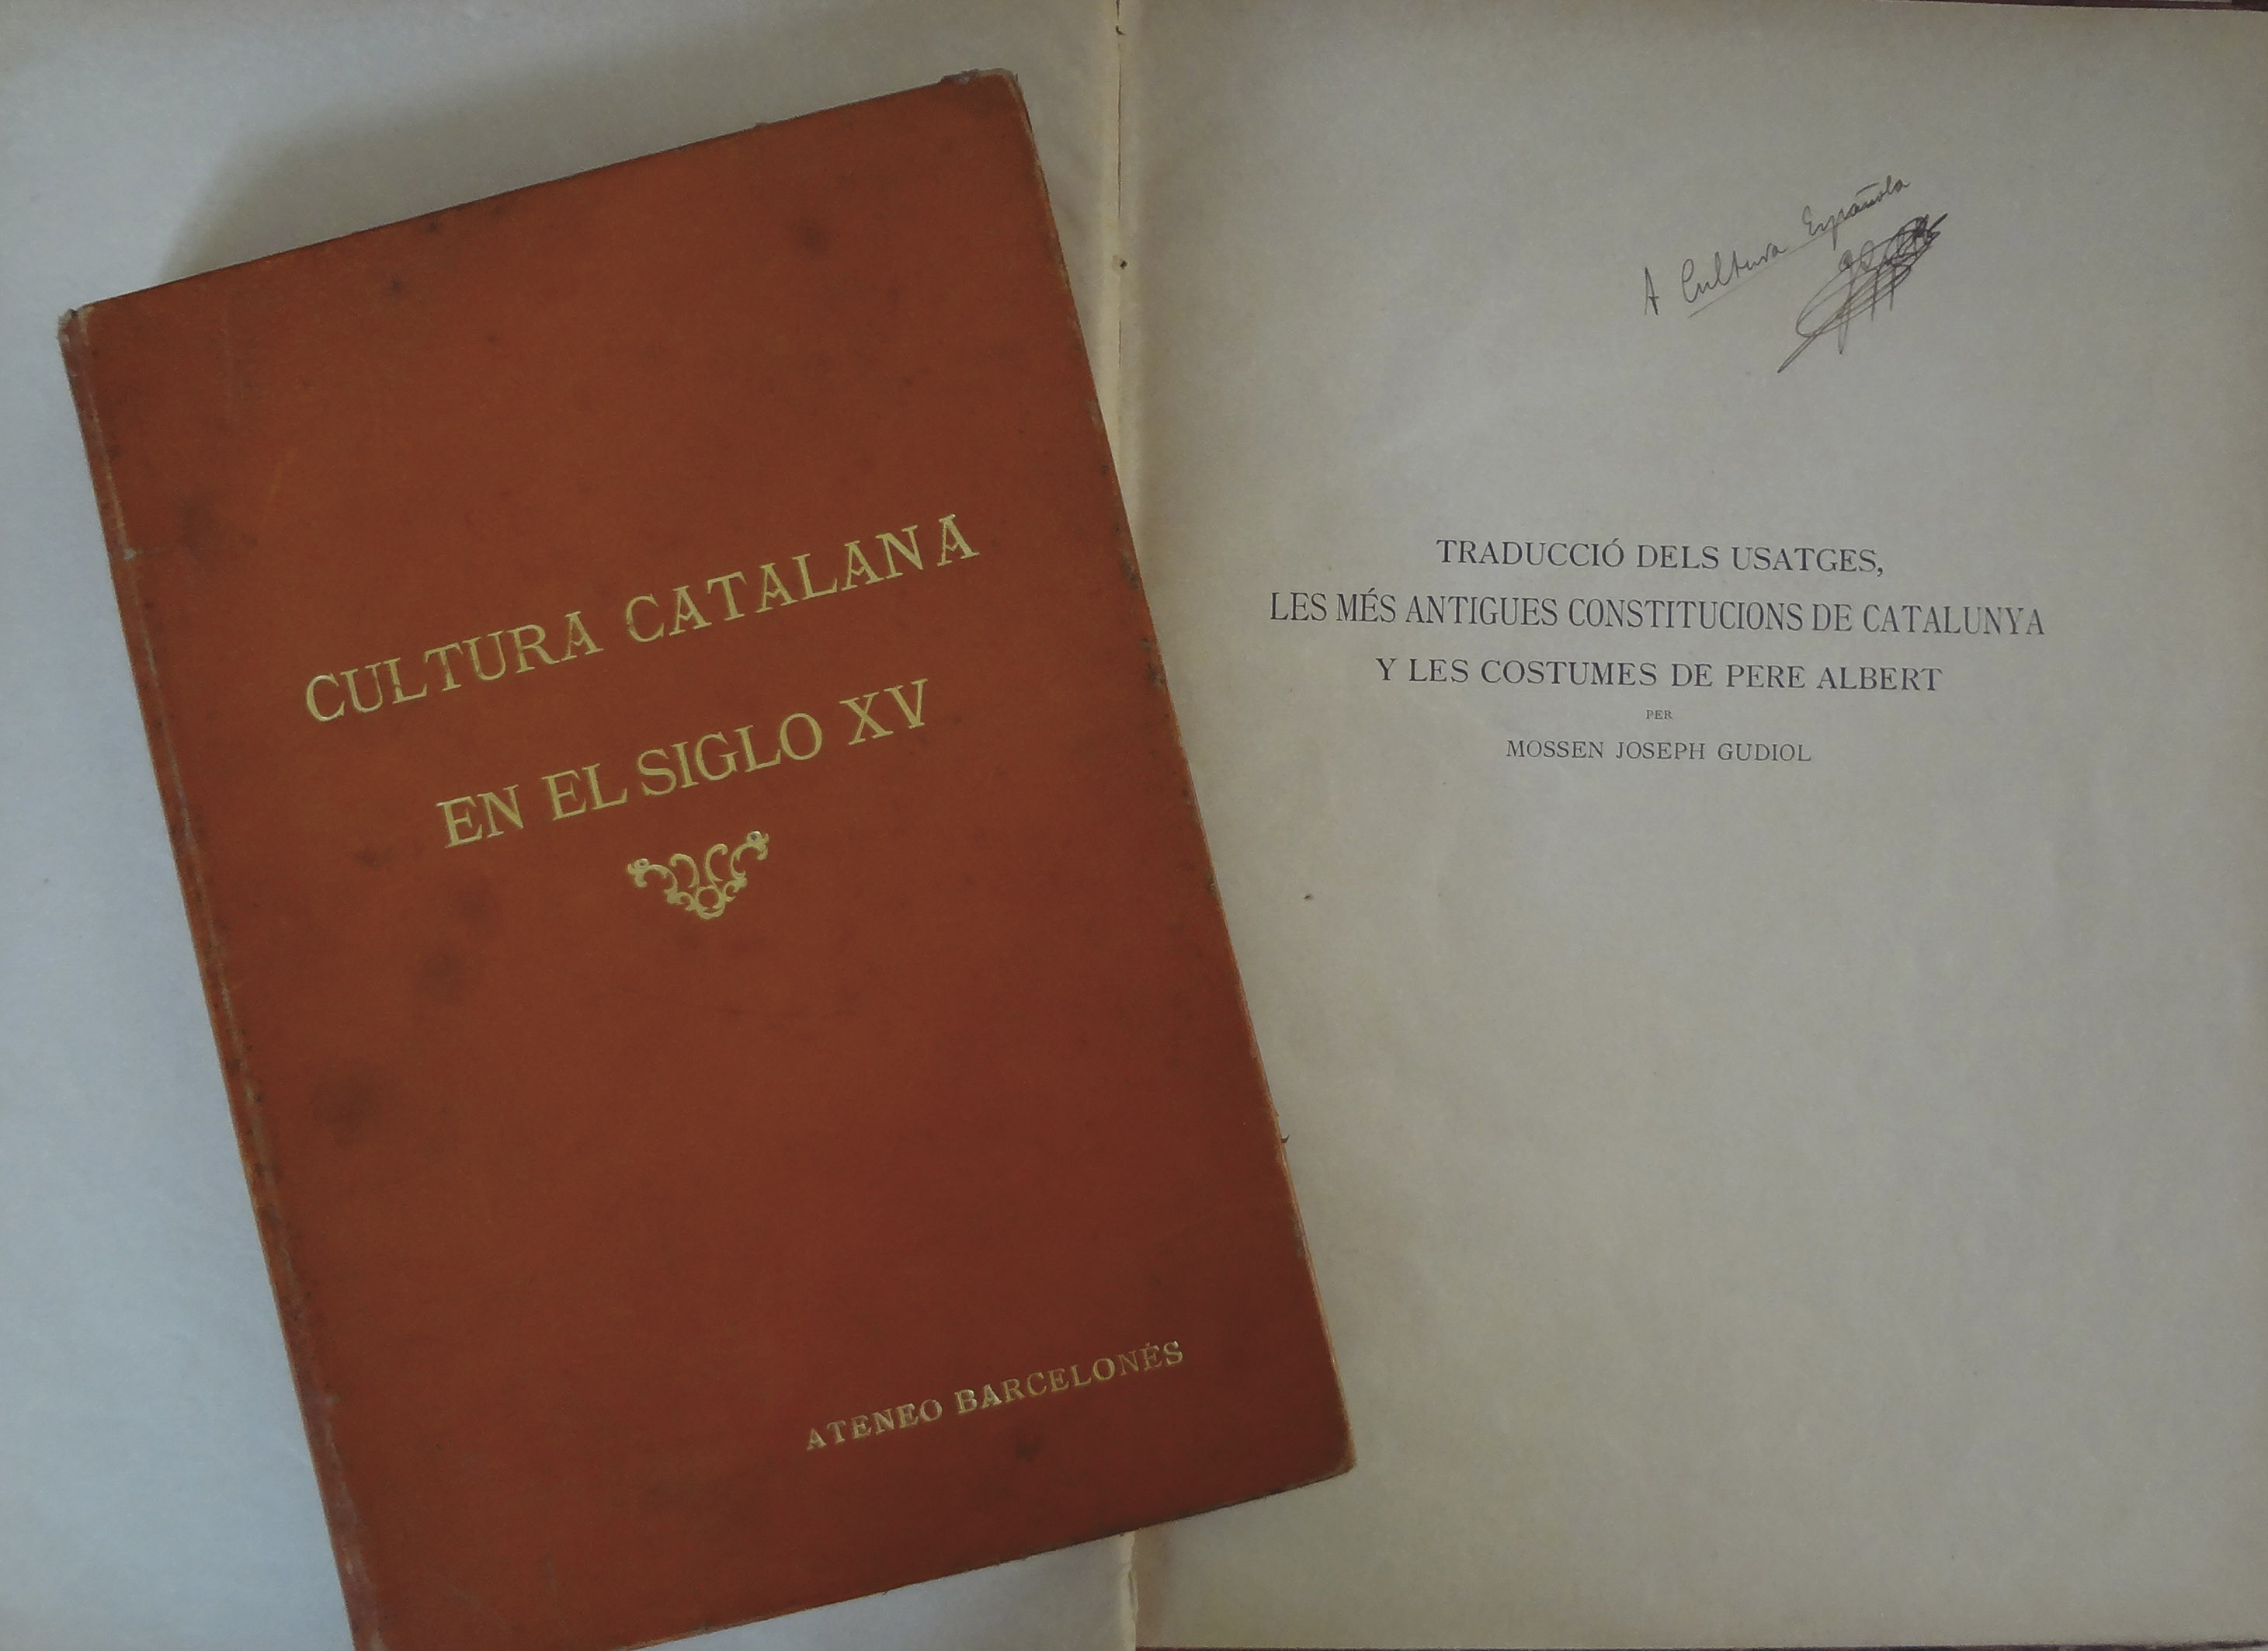 CULTURA CATALANA
EN EL SIGLO XV
ATENEO BARCELONÉS
A Cultura Española
TRADUCCIÓ DELS USATGES,
LES MÉS ANTIGUES CONSTITUCIONS DE CATALUNYA
Y LES COSTUMES DE PERE ALBERT
PER
MOSSEN JOSEPH GUDIOL